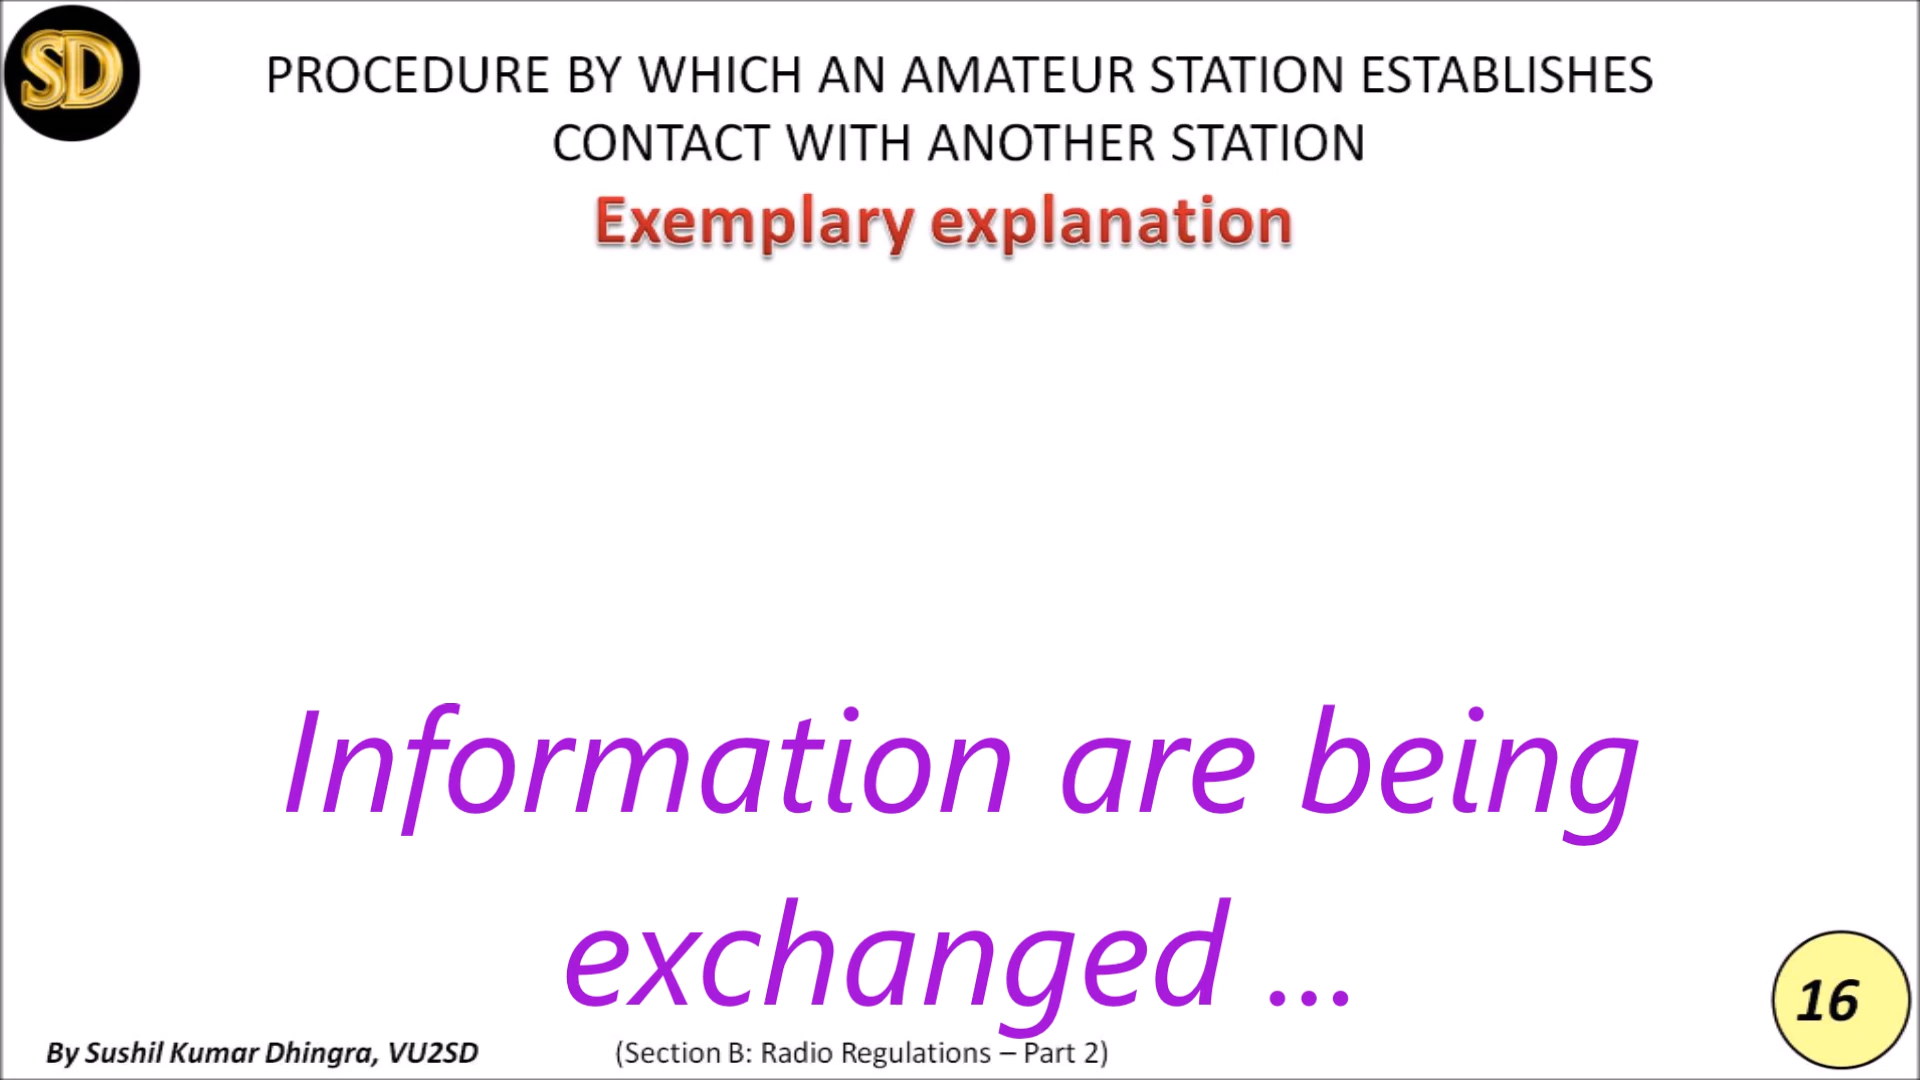 SD
PROCEDURE BY WHICH AN AMATEUR STATION ESTABLISHES
CONTACT WITH ANOTHER STATION
Exemplary explanation
Information are being
exchanged ...
16
By Sushil Kumar Dhingra, VU2SD
(Section B: Radio Regulations – Part 2)